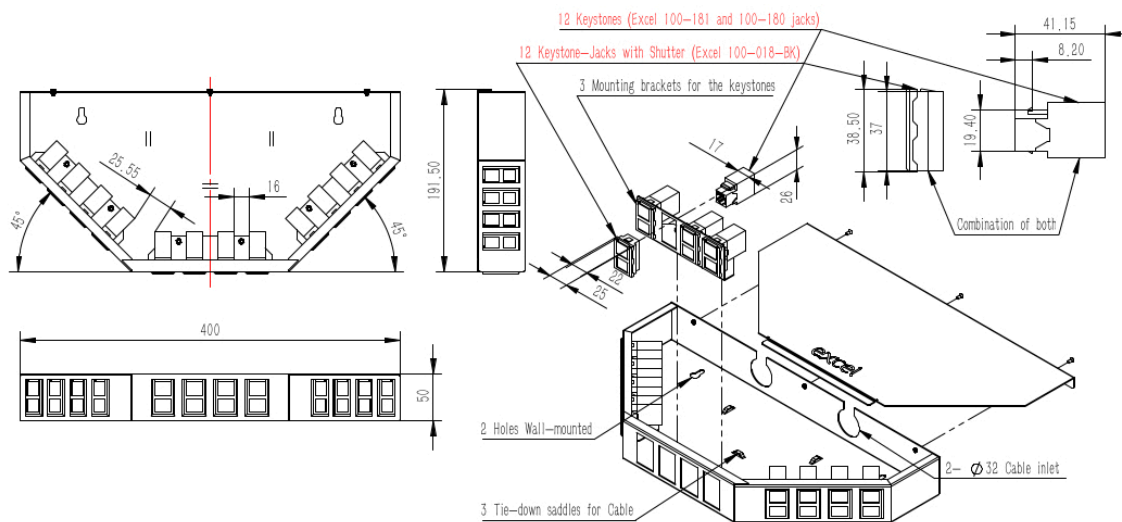 12 Keystones (Excel 100-181 and 100-180 jacks)
12 Keystone-Jacks with Shutter (Excel 100-018-BK)
3 Mounting brackets for the keystones
41.15
8.20
38.50
37
19.40
Combination of both
17
26
22
25
25.55
16
45°
45°
191.50
400
50
excel
2 Holes Wall-mounted
3 Tie-down saddles for Cable
2- Ø32 Cable inlet